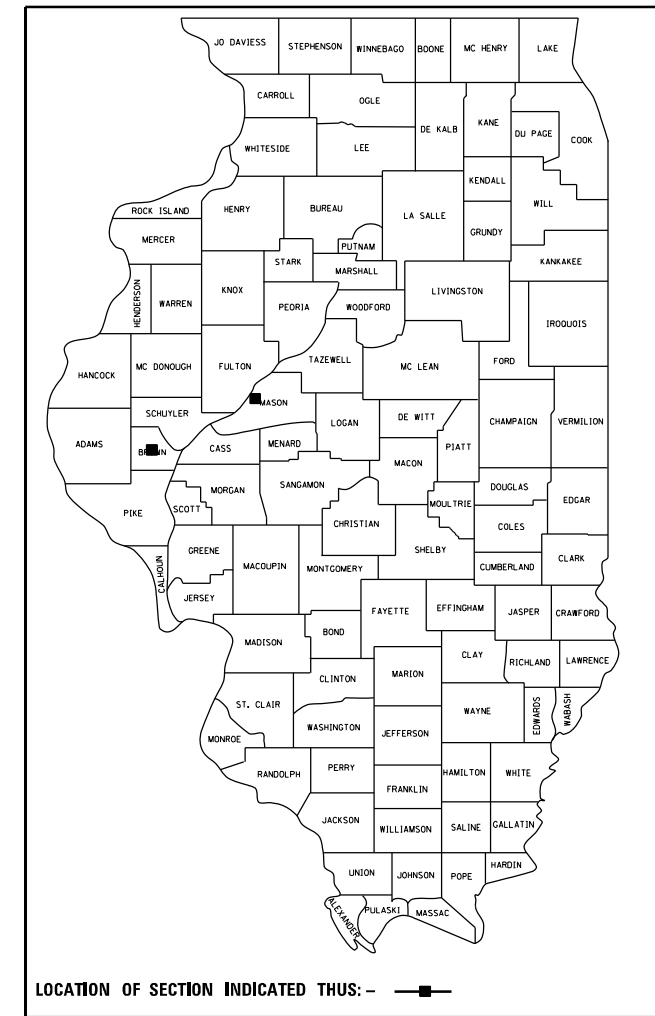 JO DAVIESS
STEPHENSON
WINNEBAGO
BOONE
MC HENRY
LAKE
CARROLL
OGLE
DE KALB
KANE
DU PAGE
COOK
WHITESIDE
LEE
KENDALL
WILL
ROCK ISLAND
HENRY
BUREAU
LA SALLE
GRUNDY
MERCER
PUTNAM
KANKAKEE
STARK
MARSHALL
HENDERSON
WARREN
KNOX
PEORIA
WOODFORD
LIVINGSTON
IROQUOIS
HANCOCK
MC DONOUGH
FULTON
TAZEWELL
MC LEAN
FORD
MASON
SCHUYLER
LOGAN
DE WITT
CHAMPAIGN
VERMILION
ADAMS
CASS
MENARD
PIATT
MACON
MORGAN
SANGAMON
DOUGLAS
EDGAR
PIKE
SCOTT
MOULTRIE
CHRISTIAN
COLES
GREENE
SHELBY
CALHOUN
MACOUPIN
MONTGOMERY
CUMBERLAND
CLARK
JERSEY
FAYETTE
EFFINGHAM
JASPER
CRAWFORD
BOND
MADISON
CLAY
RICHLAND
LAWRENCE
CLINTON
MARION
ST. CLAIR
WAYNE
EDWARDS
WABASH
WASHINGTON
JEFFERSON
MONROE
PERRY
RANDOLPH
HAMILTON
WHITE
FRANKLIN
JACKSON
WILLIAMSON
SALINE
GALLATIN
HARDIN
UNION
JOHNSON
POPE
ALEXANDER
PULASKI
MASSAC
LOCATION OF SECTION INDICATED THUS: -